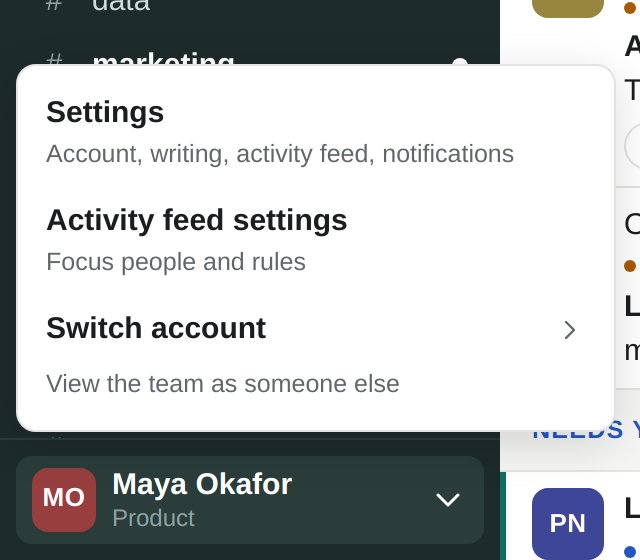 # data
# marketing
Settings
Account, writing, activity feed, notifications
Activity feed settings
Focus people and rules
Switch account
View the team as someone else
MO
Maya Okafor
Product
A
T
L
m
NEEDS Y
PN
L